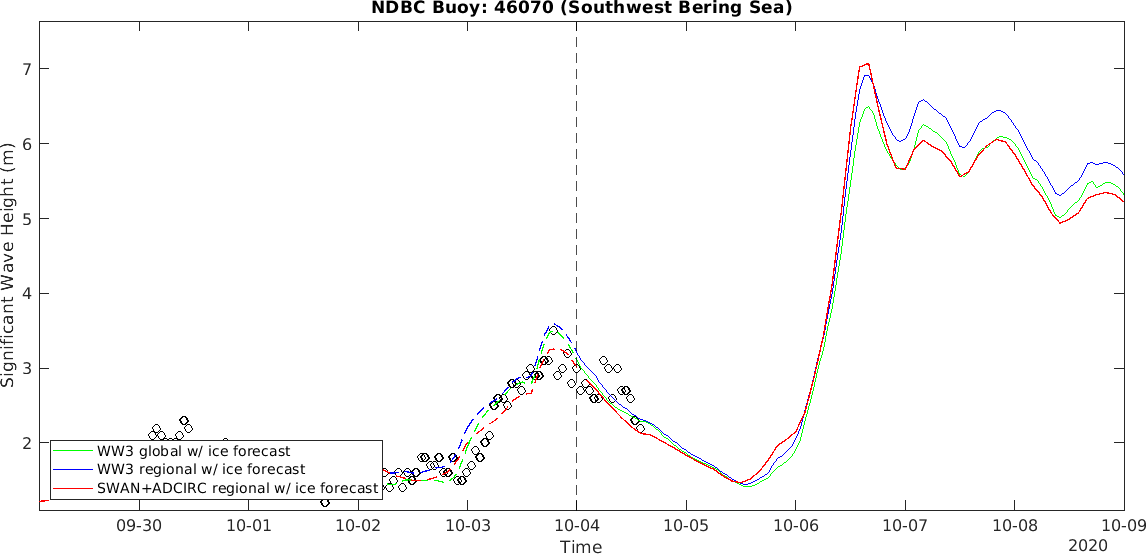 NDBC Buoy: 46070 (Southwest Bering Sea)
Significant Wave Height (m)
7
6
5
4
3
2
WW3 global w/ ice forecast
WW3 regional w/ ice forecast
SWAN+ADCIRC regional w/ ice forecast
09-30 10-01 10-02 10-03 10-04 10-05 10-06 10-07 10-08 10-09
Time
2020